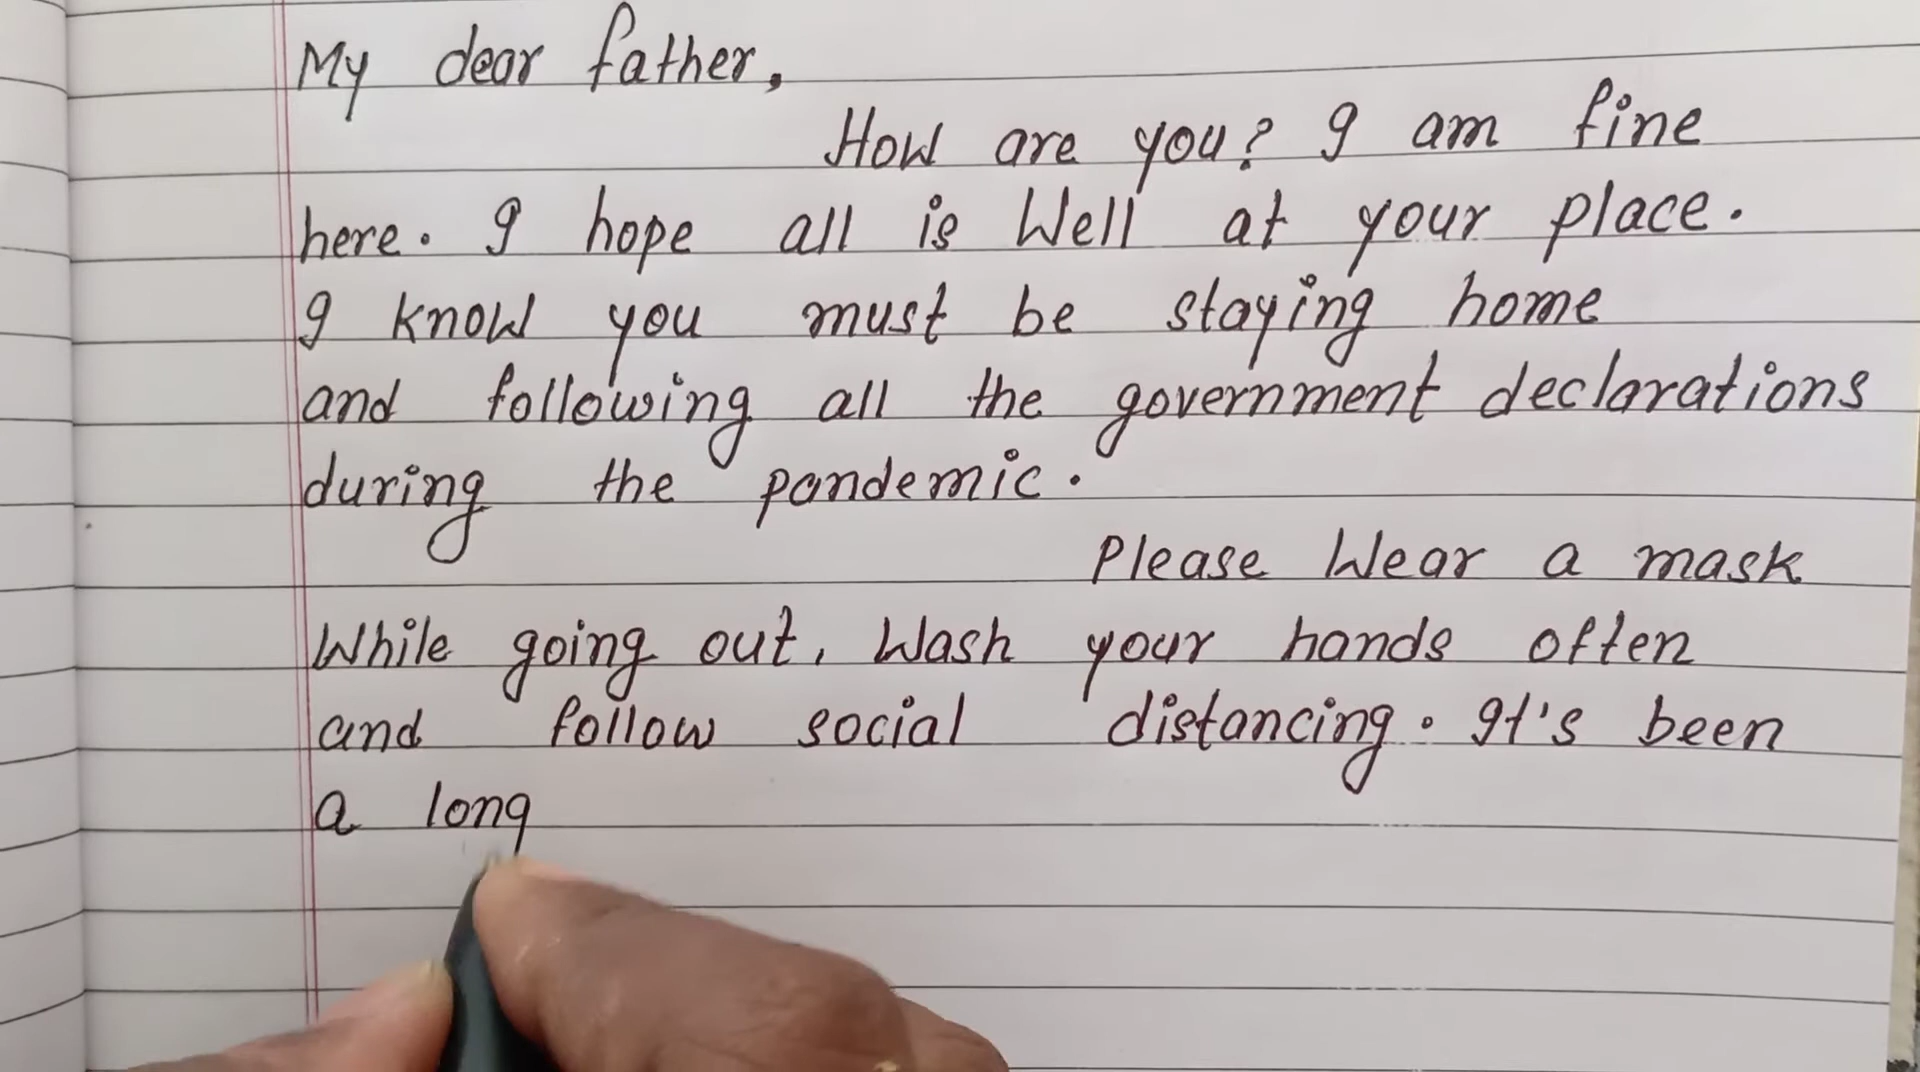 My dear father,
How are you? I am fine
here. I hope all is Well at your place.
I know you must be staying home
and following all the government declarations
during the pandemic.
Please Wear a mask
While going out, Wash your hands often
and follow social distancing. It's been
a long